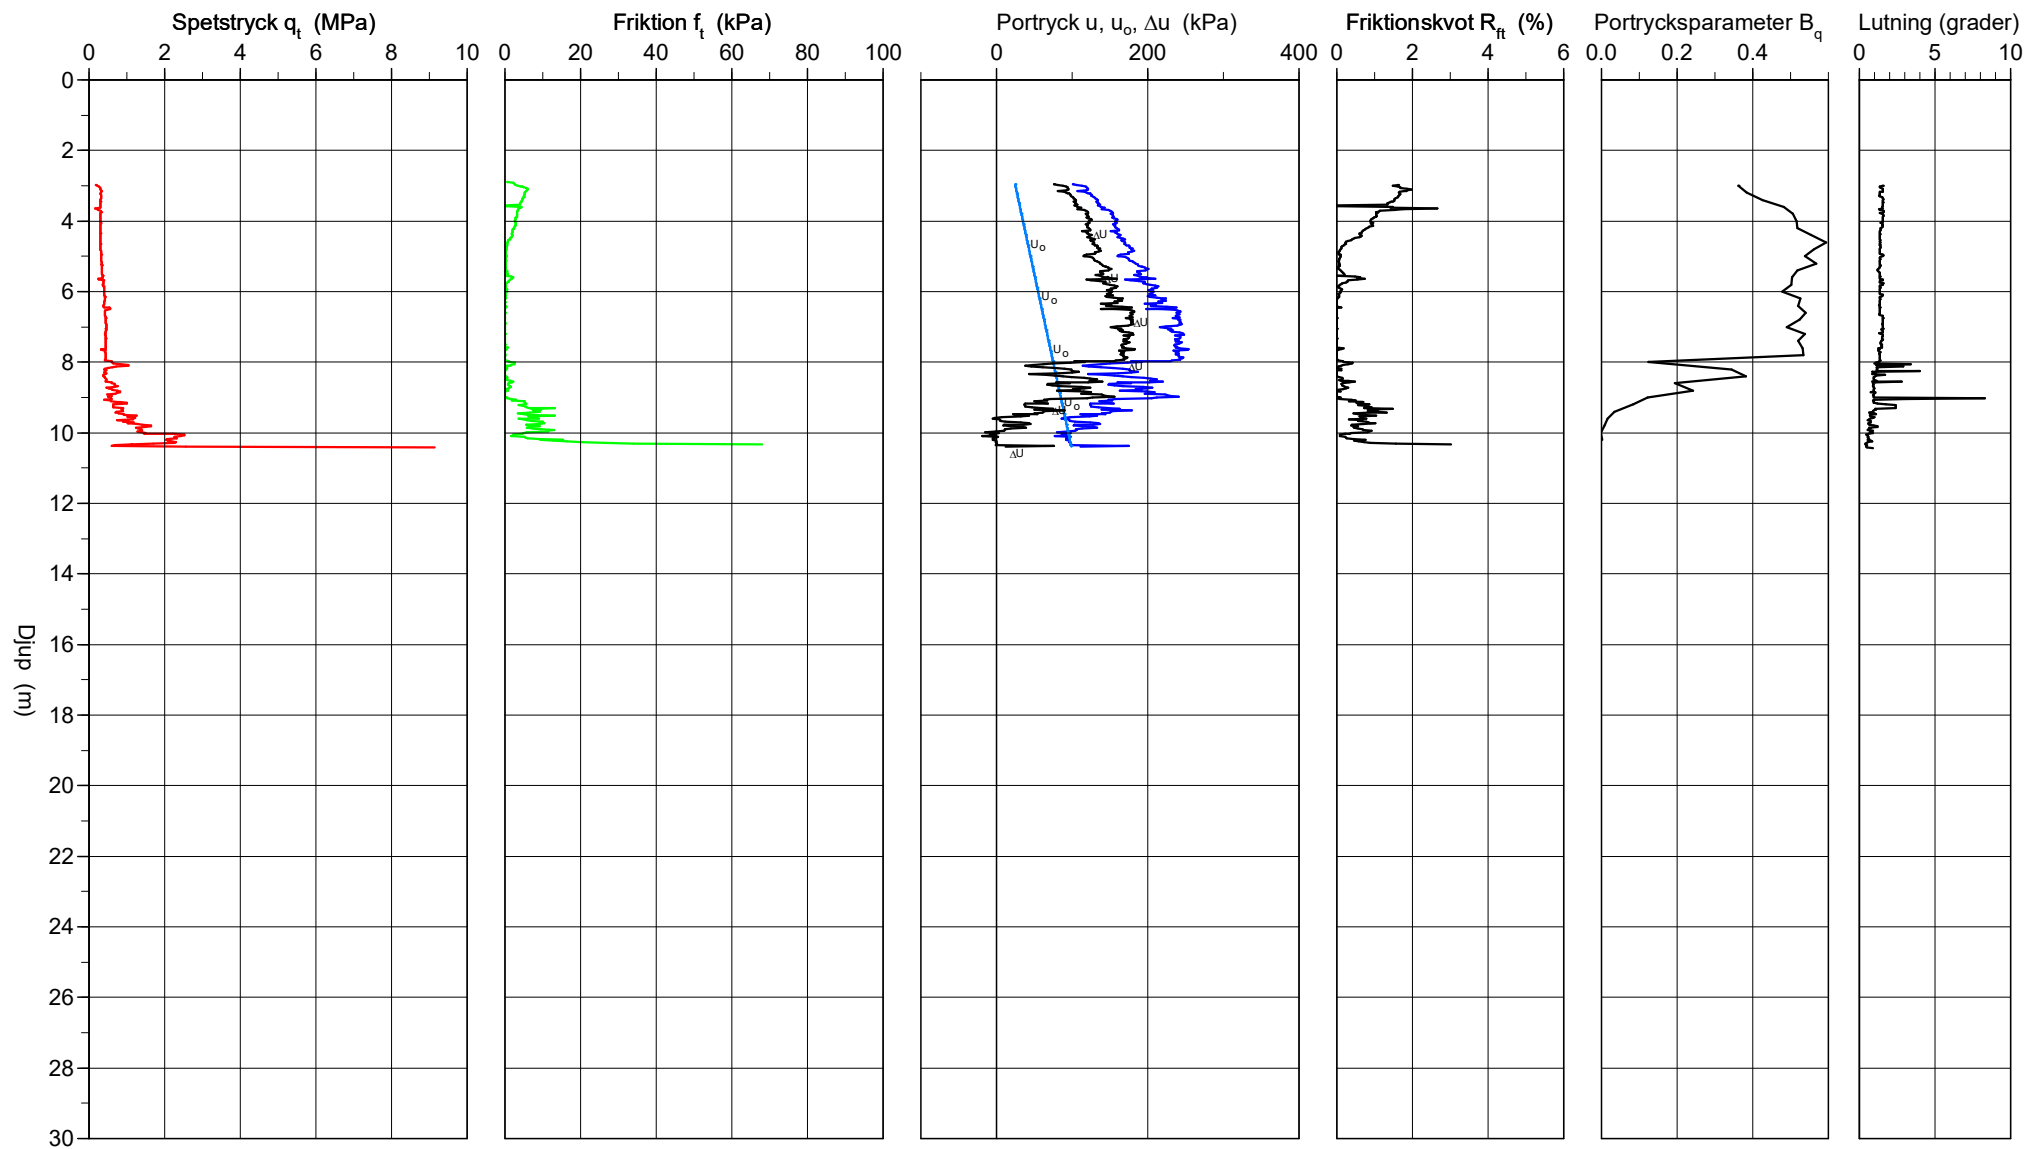 Spetstryck qt (MPa) Friktion ft (kPa) Portryck u, uo, Δu (kPa) Friktionskvot Rft (%) Portrycksparameter Bq Lutning (grader)
0 2 4 6 8 10 0 20 40 60 80 100 0 200 400 0 2 4 6 0.0 0.2 0.4 0 5 10
0
2
4
ΔU
Uo
ΔU
6
Uo
ΔU
Uo
8
ΔU
Uo
ΔU
10
ΔU
12
14
16
Djup (m)
18
20
22
24
26
28
30